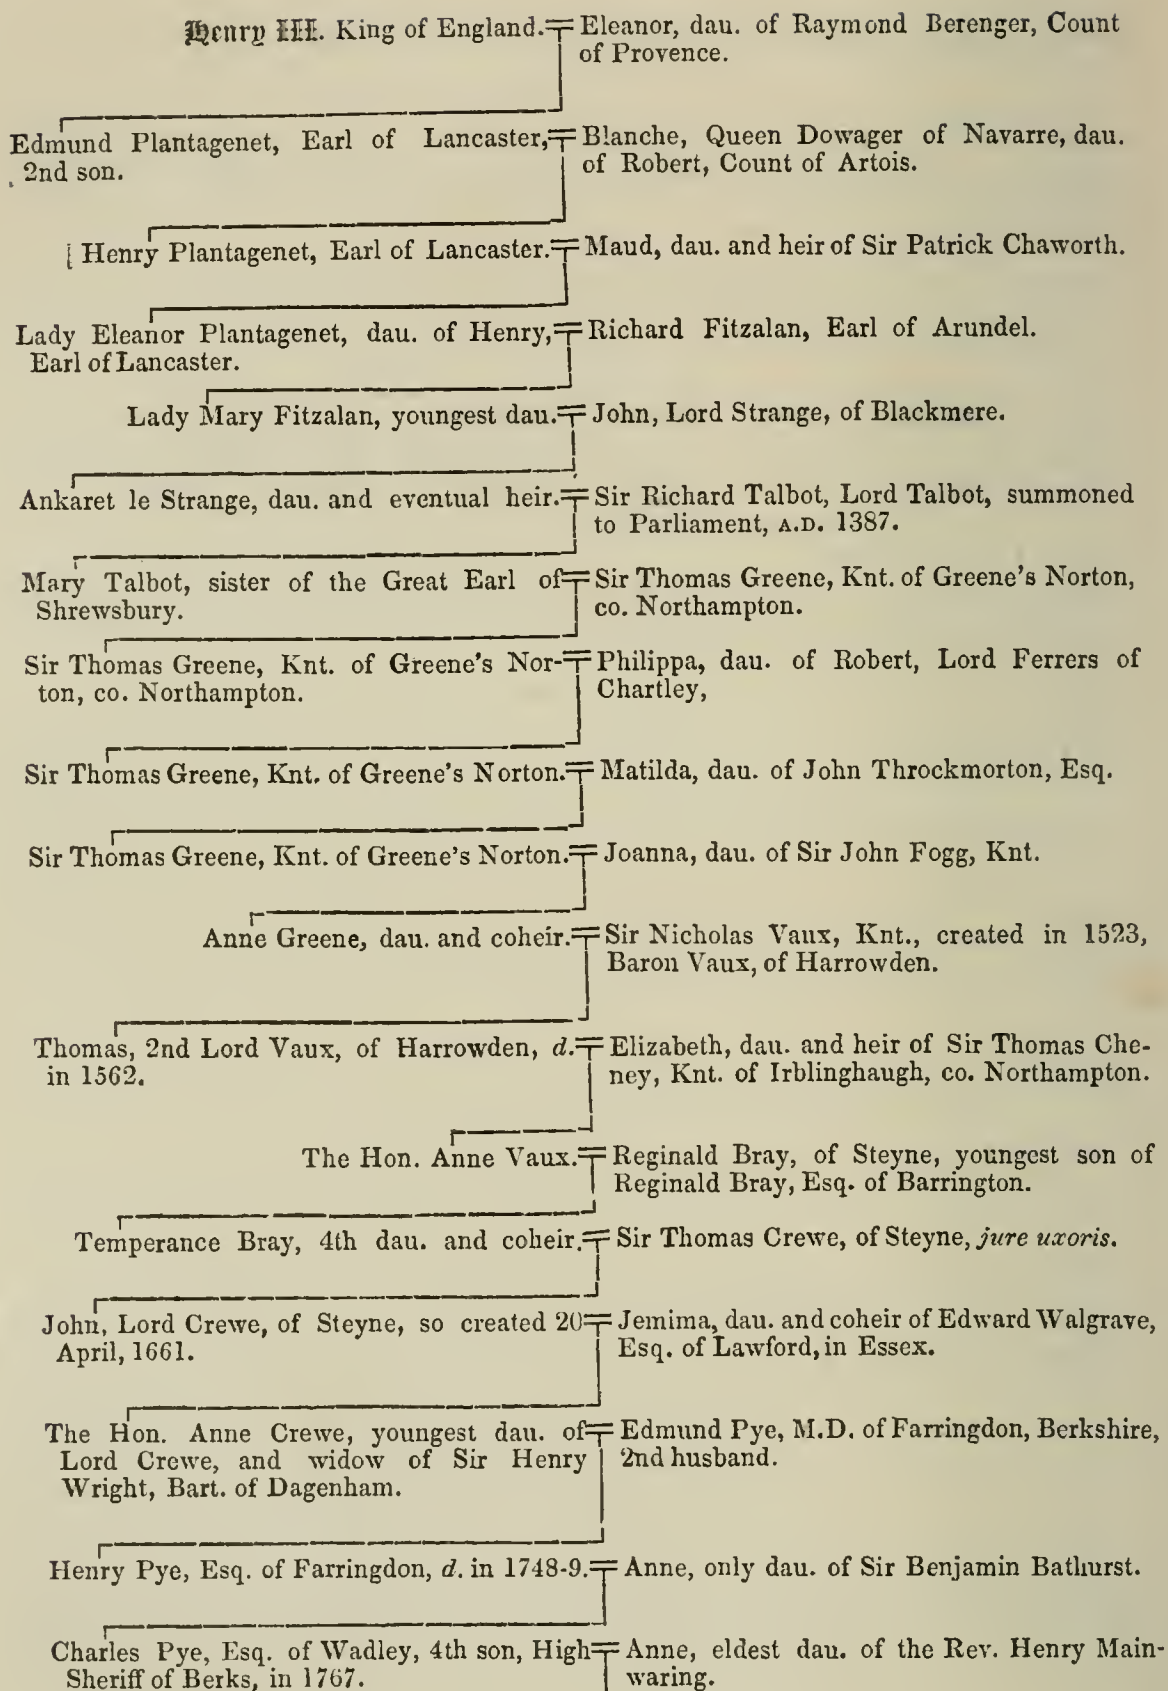 Henry III. King of England. Eleanor, dau. of Raymond Berenger, Count
of Provence.
Edmund Plantagenet, Earl of Lancaster, Blanche, Queen Dowager of Navarre, dau.
2nd son. of Robert, Count of Artois.
Henry Plantagenet, Earl of Lancaster. Maud, dau. and heir of Sir Patrick Chaworth.
Lady Eleanor Plantagenet, dau. of Henry, Richard Fitzalan, Earl of Arundel.
Earl of Lancaster.
Lady Mary Fitzalan, youngest dau. John, Lord Strange, of Blackmere.
Ankaret le Strange, dau. and eventual heir. Sir Richard Talbot, Lord Talbot, summoned
to Parliament, A.D. 1387.
Mary Talbot, sister of the Great Earl of Sir Thomas Greene, Knt. of Greene's Norton,
Shrewsbury. co. Northampton.
Sir Thomas Greene, Knt. of Greene's Nor- Philippa, dau. of Robert, Lord Ferrers of
ton, co. Northampton. Chartley,
Sir Thomas Greene, Knt. of Greene's Norton. Matilda, dau. of John Throckmorton, Esq.
Sir Thomas Greene, Knt. of Greene's Norton. Joanna, dau. of Sir John Fogg, Knt.
Anne Greene, dau. and coheir. Sir Nicholas Vaux, Knt., created in 1523,
Baron Vaux, of Harrowden.
Thomas, 2nd Lord Vaux, of Harrowden, d. Elizabeth, dau. and heir of Sir Thomas Che-
in 1562. ney, Knt. of Irblinghaugh, co. Northampton.
The Hon. Anne Vaux. Reginald Bray, of Steyne, youngest son of
Reginald Bray, Esq. of Barrington.
Temperance Bray, 4th dau. and coheir. Sir Thomas Crewe, of Steyne, jure uxoris.
John, Lord Crewe, of Steyne, so created 20 Jemima, dau. and coheir of Edward Walgrave,
April, 1661. Esq. of Lawford, in Essex.
The Hon. Anne Crewe, youngest dau. of Edmund Pye, M.D. of Farringdon, Berkshire,
Lord Crewe, and widow of Sir Henry 2nd husband.
Wright, Bart. of Dagenham.
Henry Pye, Esq. of Farringdon, d. in 1748-9. Anne, only dau. of Sir Benjamin Bathurst.
Charles Pye, Esq. of Wadley, 4th son, High Anne, eldest dau. of the Rev. Henry Main-
Sheriff of Berks, in 1767. waring.